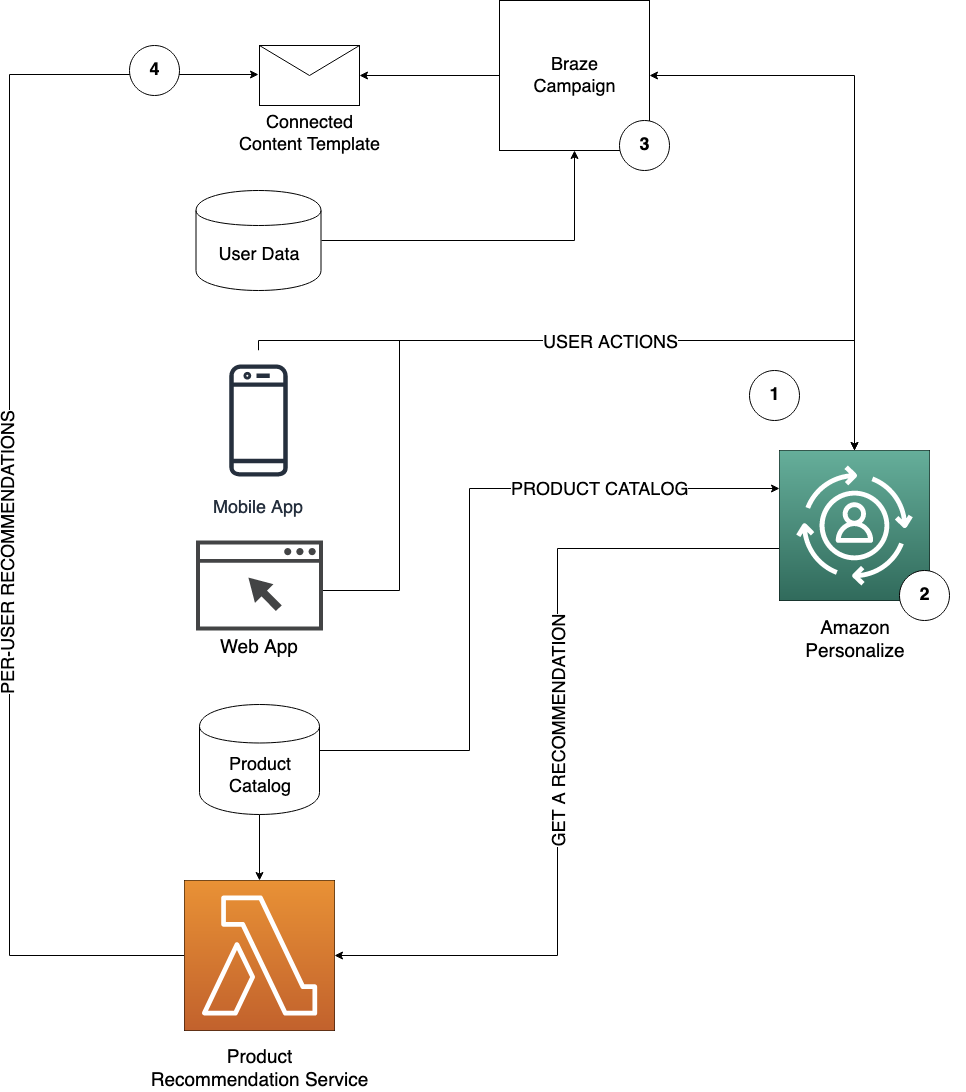 4
Braze
Campaign
Connected
Content Template
3
User Data
USER ACTIONS
1
PER-USER RECOMMENDATIONS
Mobile App
PRODUCT CATALOG
2
Web App
Amazon
Personalize
GET A RECOMMENDATION
Product
Catalog
Product
Recommendation Service